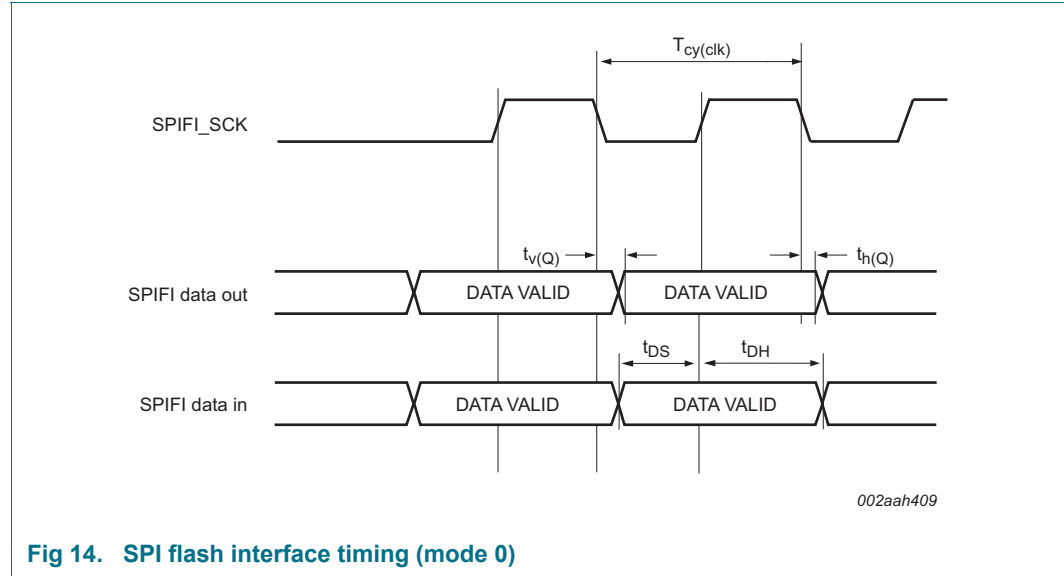 T_cy(clk)
SPIFI_SCK
t_v(Q)
t_h(Q)
SPIFI data out
DATA VALID
DATA VALID
t_DS
t_DH
SPIFI data in
DATA VALID
DATA VALID
002aah409
Fig 14. SPI flash interface timing (mode 0)